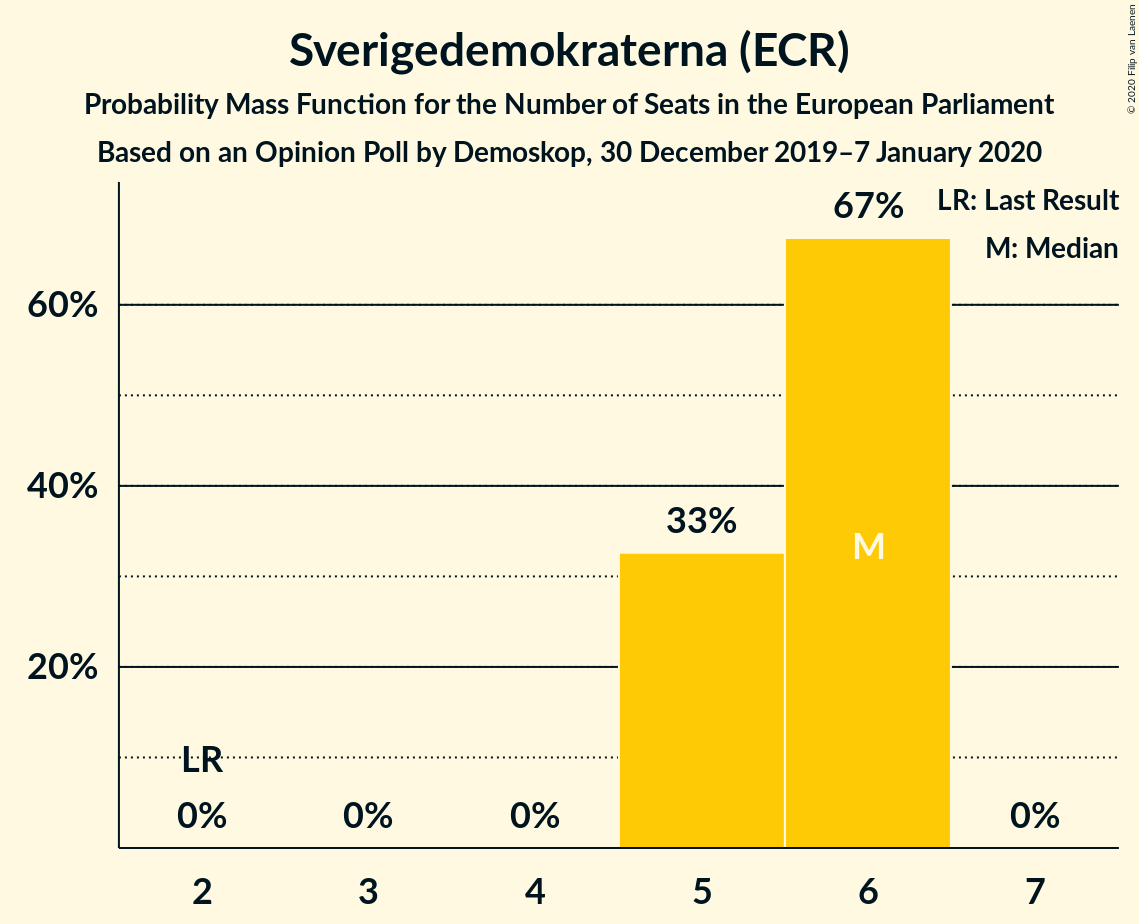 Sverigedemokraterna (ECR)
Probability Mass Function for the Number of Seats in the European Parliament
Based on an Opinion Poll by Demoskop, 30 December 2019–7 January 2020
© 2020 Filip van Laenen
LR: Last Result
M: Median
67%
60%
40%
33%
M
20%
LR
0%
0%
0%
0%
2
3
4
5
6
7